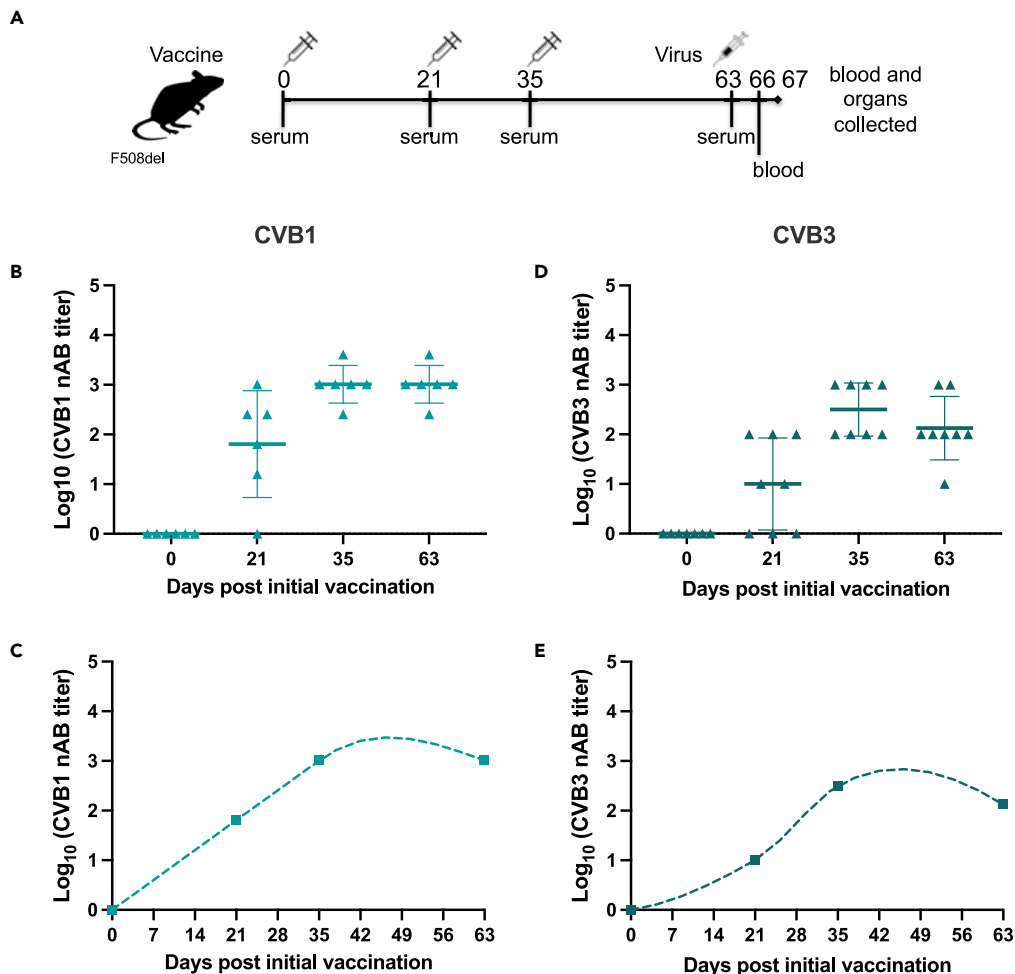 A
Vaccine
Virus
0 21 35 63 66 67
blood and
organs
collected
serum serum serum serum
blood
F508del
CVB1
CVB3
B
Log10 (CVB1 nAB titer)
5
4
3
2
1
0
0 21 35 63
Days post initial vaccination
D
Log₁₀ (CVB3 nAB titer)
5
4
3
2
1
0
0 21 35 63
Days post initial vaccination
C
Log₁₀ (CVB1 nAB titer)
5
4
3
2
1
0
0 7 14 21 28 35 42 49 56 63
Days post initial vaccination
E
Log₁₀ (CVB3 nAB titer)
5
4
3
2
1
0
0 7 14 21 28 35 42 49 56 63
Days post initial vaccination